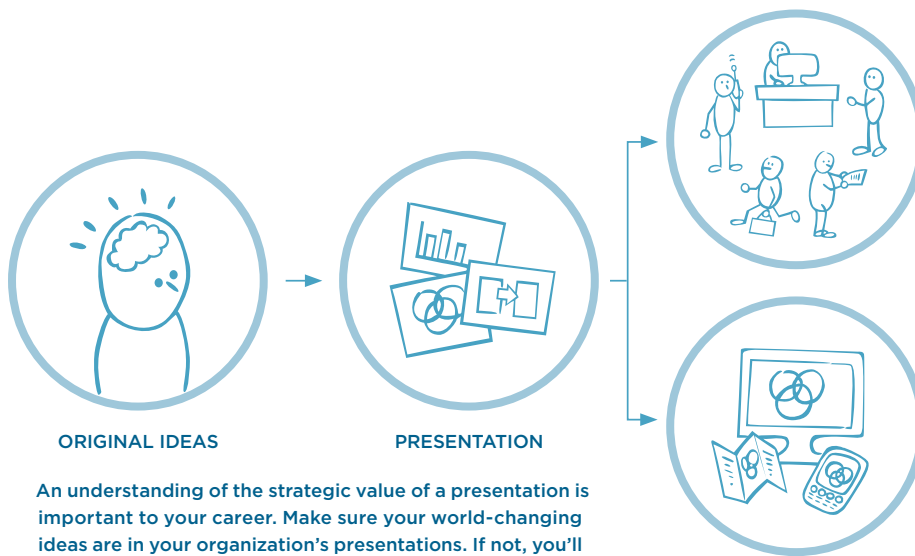 ORIGINAL IDEAS
PRESENTATION
An understanding of the strategic value of a presentation is
important to your career. Make sure your world-changing
ideas are in your organization’s presentations. If not, you’ll